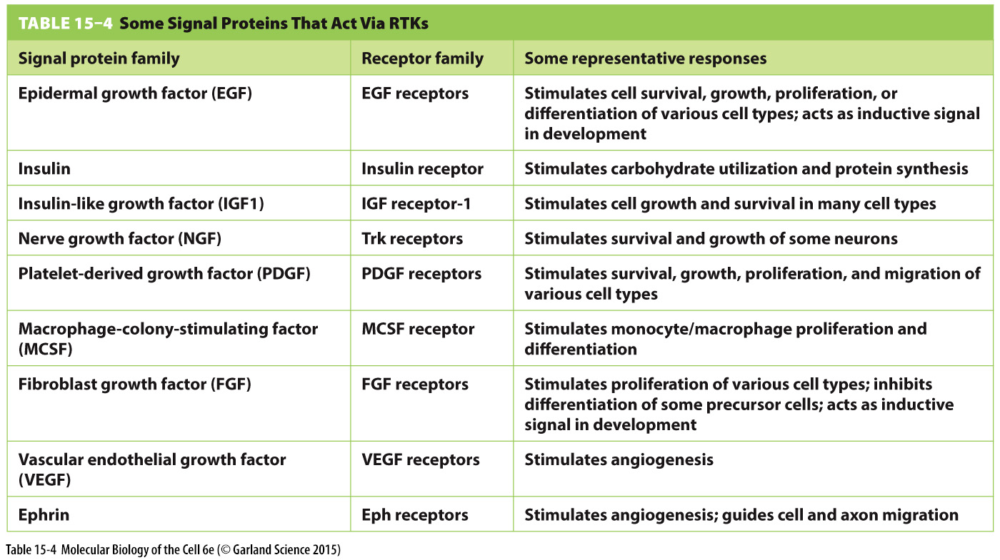 TABLE 15–4 Some Signal Proteins That Act Via RTKs
Signal protein family Receptor family Some representative responses
Epidermal growth factor (EGF) EGF receptors Stimulates cell survival, growth, proliferation, or
differentiation of various cell types; acts as inductive signal
in development
Insulin Insulin receptor Stimulates carbohydrate utilization and protein synthesis
Insulin-like growth factor (IGF1) IGF receptor-1 Stimulates cell growth and survival in many cell types
Nerve growth factor (NGF) Trk receptors Stimulates survival and growth of some neurons
Platelet-derived growth factor (PDGF) PDGF receptors Stimulates survival, growth, proliferation, and migration of
various cell types
Macrophage-colony-stimulating factor MCSF receptor Stimulates monocyte/macrophage proliferation and
(MCSF) differentiation
Fibroblast growth factor (FGF) FGF receptors Stimulates proliferation of various cell types; inhibits
differentiation of some precursor cells; acts as inductive
signal in development
Vascular endothelial growth factor VEGF receptors Stimulates angiogenesis
(VEGF)
Ephrin Eph receptors Stimulates angiogenesis; guides cell and axon migration
Table 15-4 Molecular Biology of the Cell 6e (© Garland Science 2015)